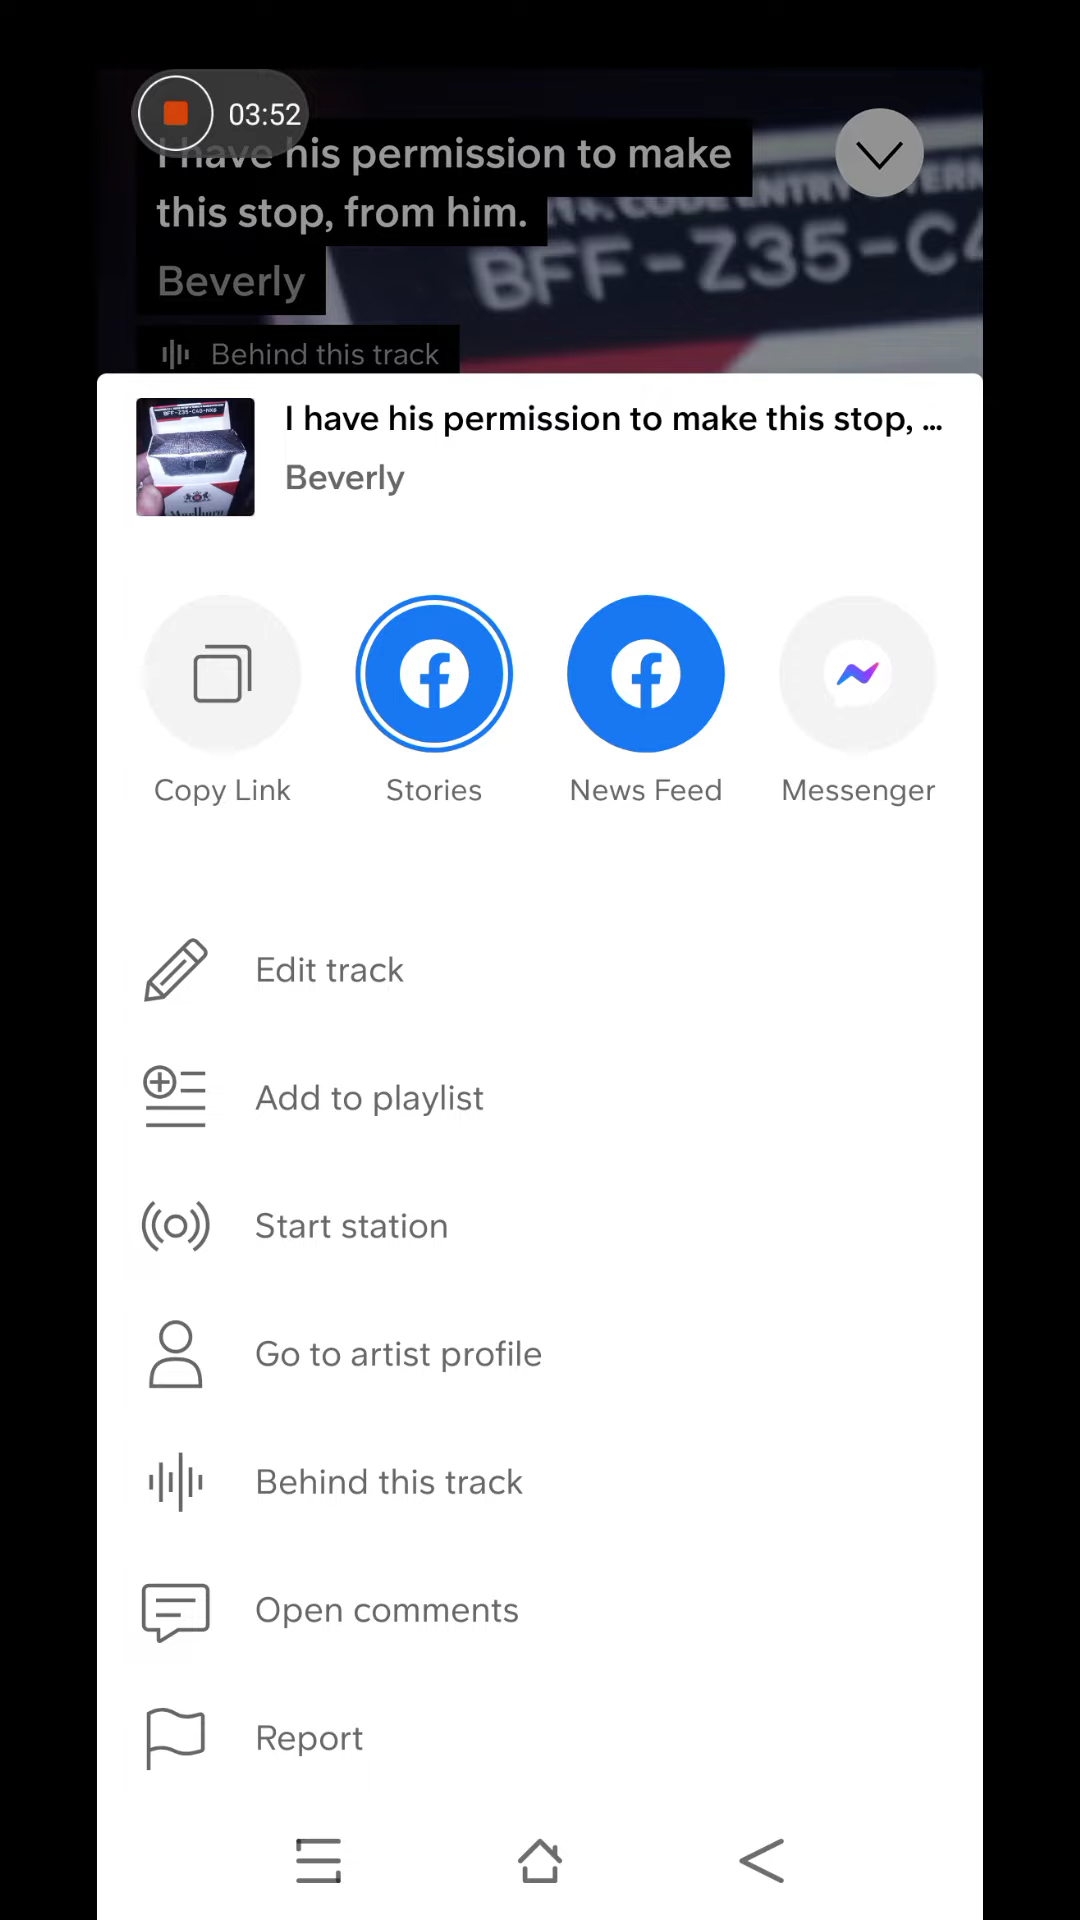 03:52
I have his permission to make
this stop, from him.
Beverly
Behind this track
BFF-Z35-C4
I have his permission to make this stop, ...
Beverly
Copy Link
Stories
News Feed
Messenger
Edit track
Add to playlist
Start station
Go to artist profile
Behind this track
Open comments
Report